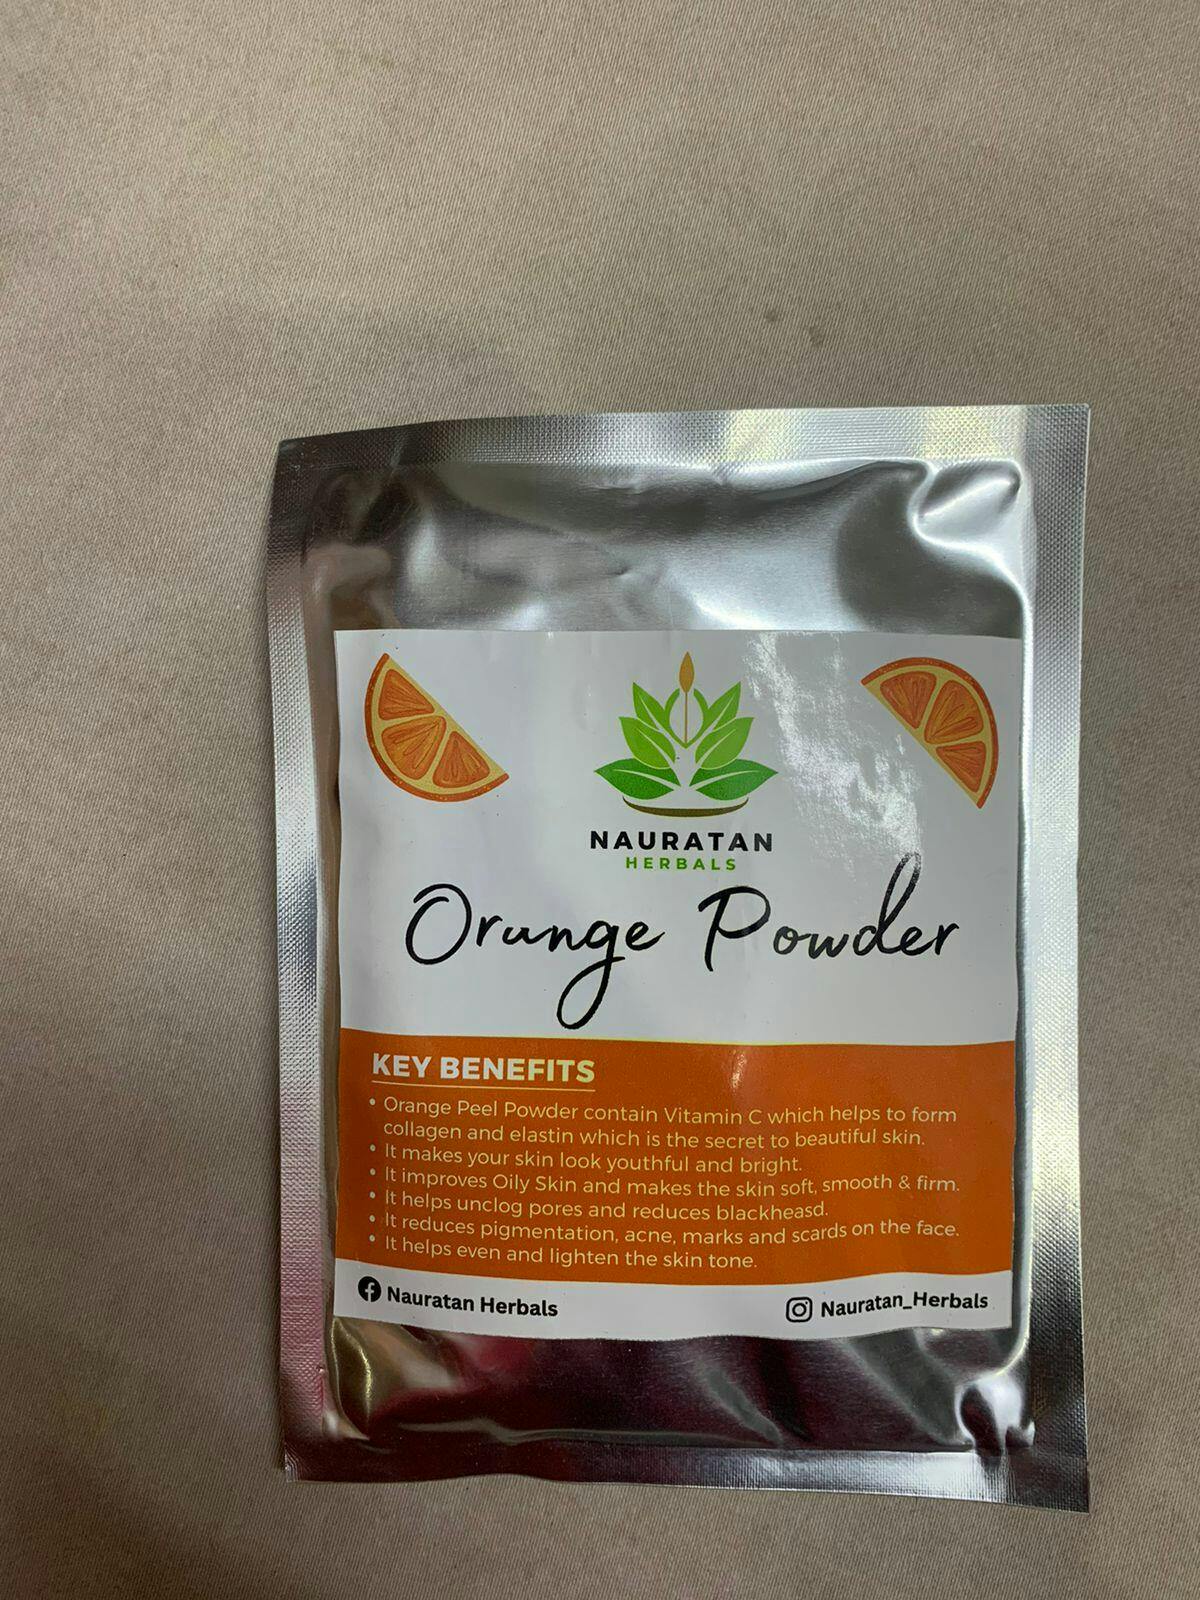 NAURATAN
HERBALS
Orange Powder
KEY BENEFITS
• Orange Peel Powder contain Vitamin C which helps to form
collagen and elastin which is the secret to beautiful skin.
• It makes your skin look youthful and bright.
• It improves Oily Skin and makes the skin soft, smooth & firm.
• It helps unclog pores and reduces blackheasd.
• It reduces pigmentation, acne, marks and scards on the face.
• It helps even and lighten the skin tone.
Nauratan Herbals
Nauratan_Herbals